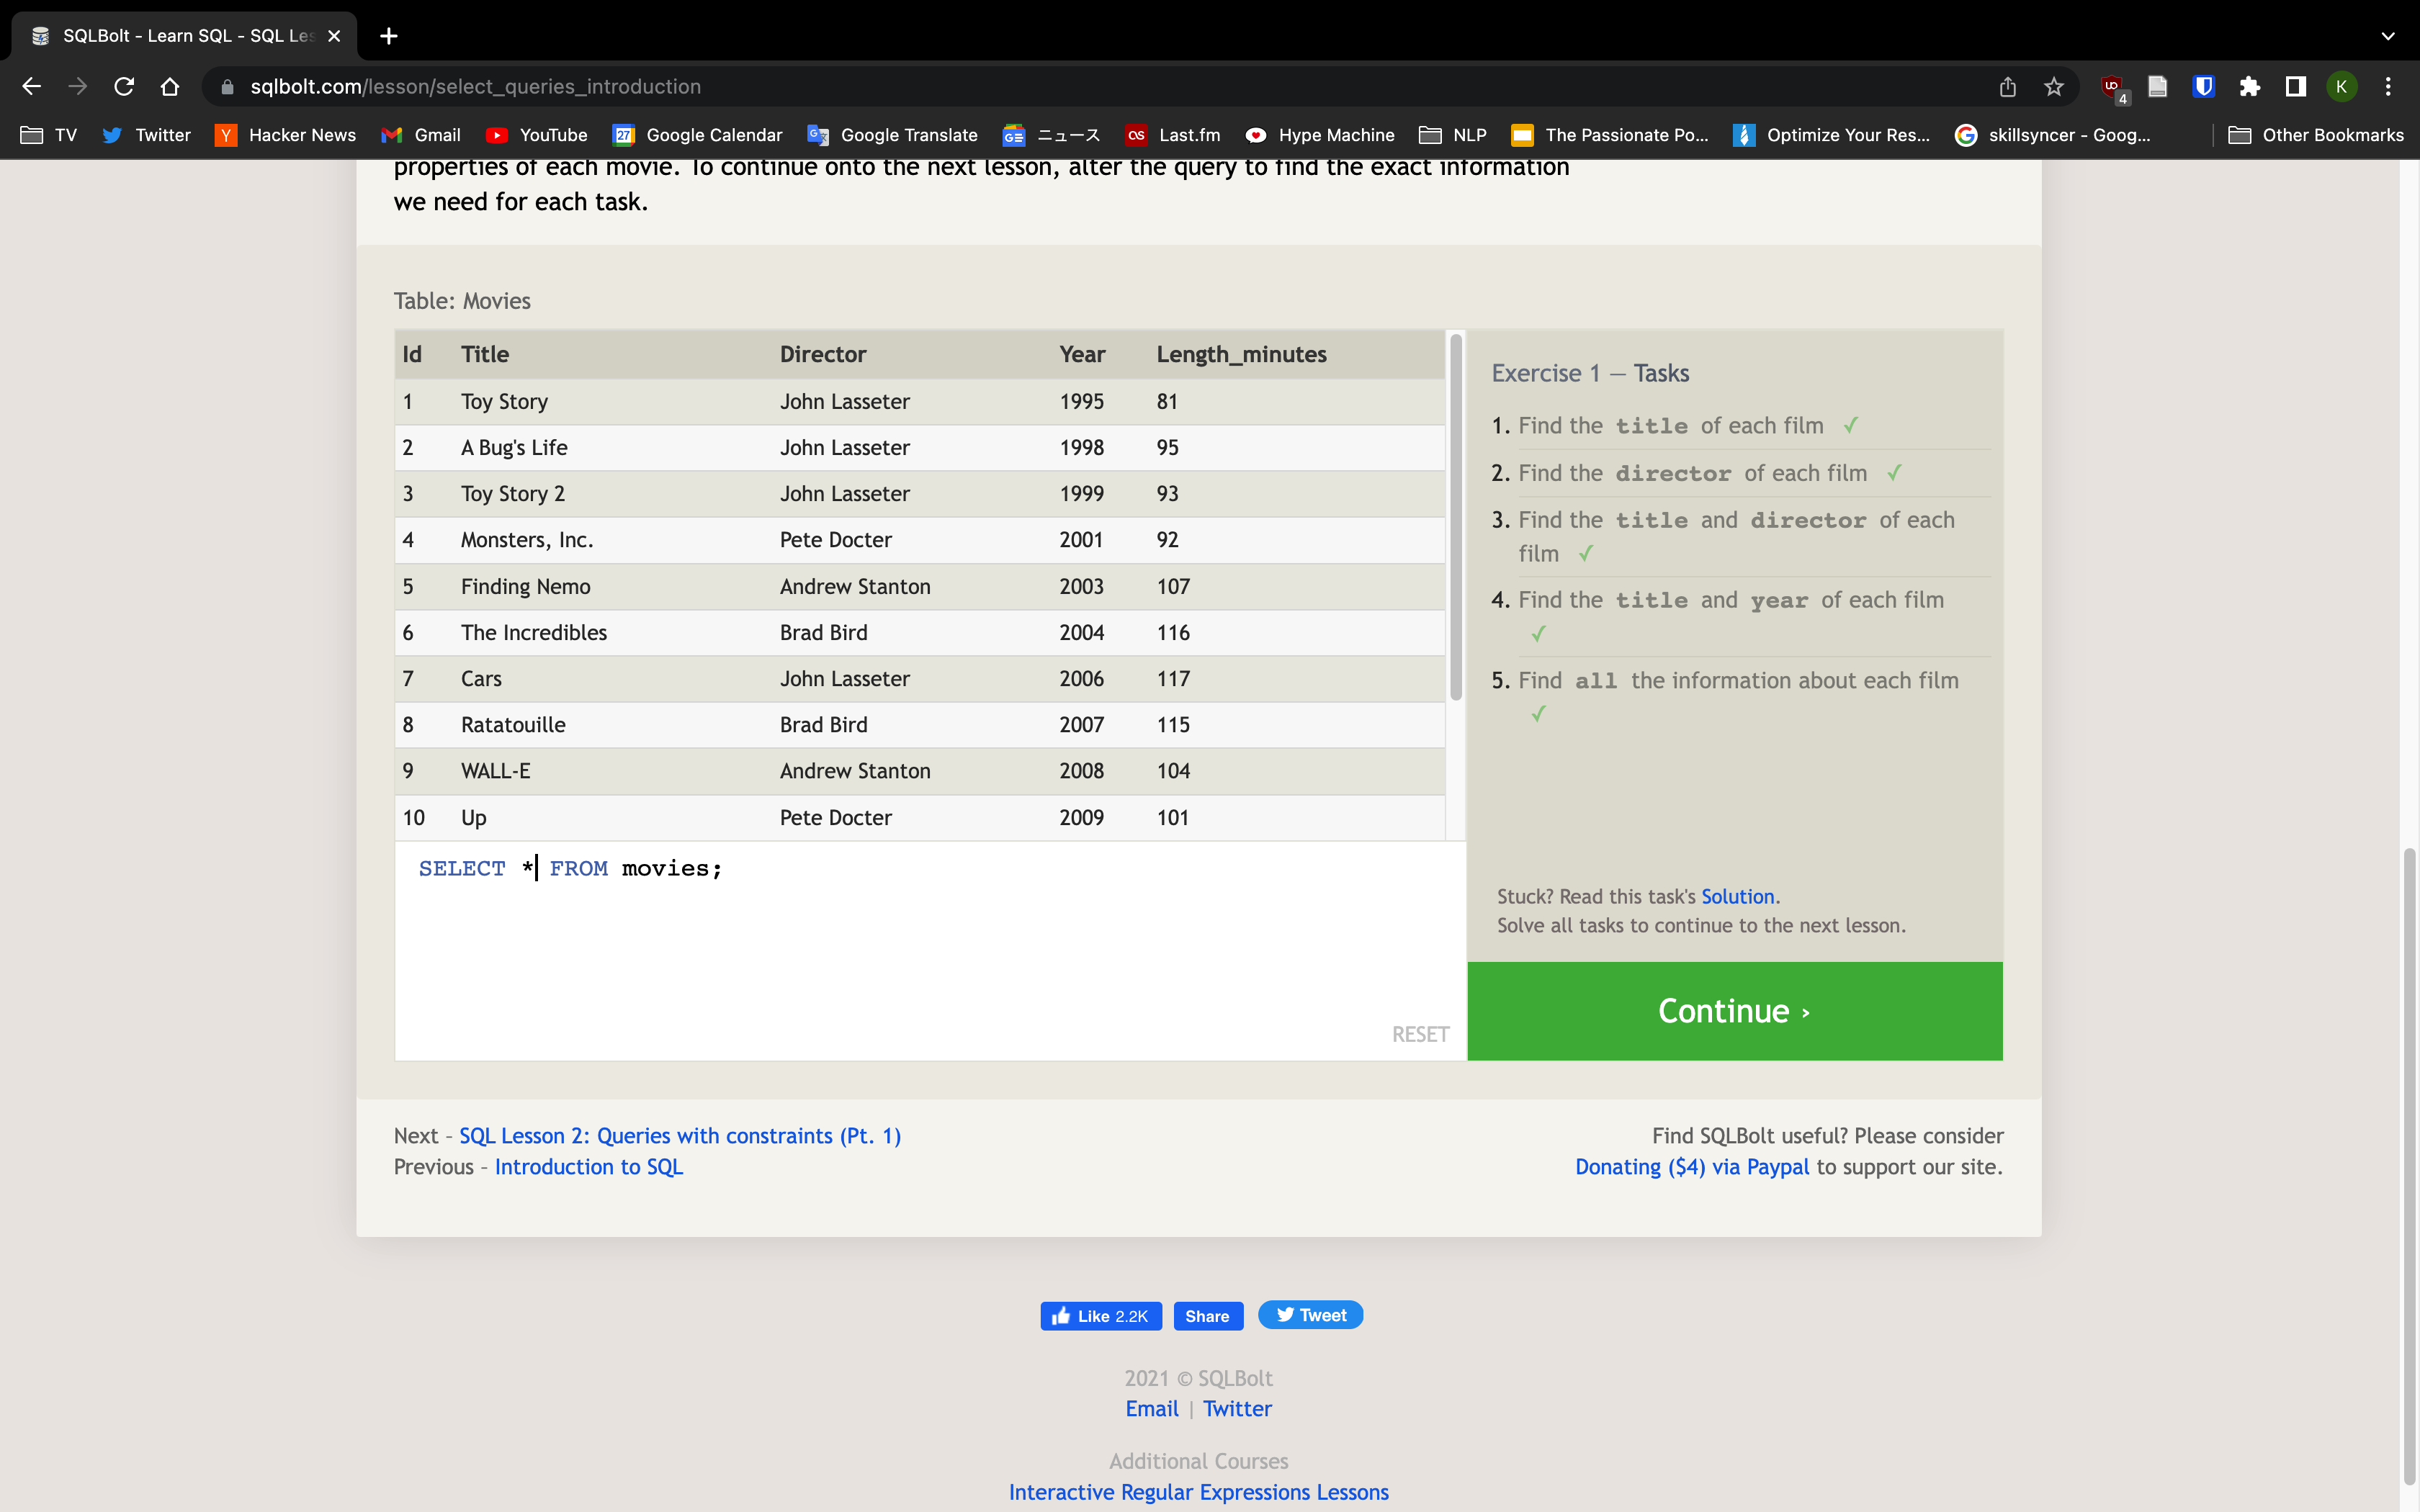 SQLBolt - Learn SQL - SQL Les
sqlbolt.com/lesson/select_queries_introduction
4
K
TV Twitter Hacker News Gmail YouTube 27 Google Calendar Google Translate ニュース Last.fm Hype Machine NLP The Passionate Po... Optimize Your Res... skillsyncer - Goog... Other Bookmarks
properties of each movie. To continue onto the next lesson, alter the query to find the exact information
we need for each task.
Table: Movies
Id Title Director Year Length_minutes
1 Toy Story John Lasseter 1995 81
2 A Bug's Life John Lasseter 1998 95
3 Toy Story 2 John Lasseter 1999 93
4 Monsters, Inc. Pete Docter 2001 92
5 Finding Nemo Andrew Stanton 2003 107
6 The Incredibles Brad Bird 2004 116
7 Cars John Lasseter 2006 117
8 Ratatouille Brad Bird 2007 115
9 WALL-E Andrew Stanton 2008 104
10 Up Pete Docter 2009 101
SELECT * FROM movies;
RESET
Exercise 1 — Tasks
1. Find the title of each film ✓
2. Find the director of each film ✓
3. Find the title and director of each
film ✓
4. Find the title and year of each film
✓
5. Find all the information about each film
✓
Stuck? Read this task's Solution.
Solve all tasks to continue to the next lesson.
Continue ›
Next – SQL Lesson 2: Queries with constraints (Pt. 1)
Previous – Introduction to SQL
Find SQLBolt useful? Please consider
Donating ($4) via Paypal to support our site.
Like 2.2K Share Tweet
2021 © SQLBolt
Email | Twitter
Additional Courses
Interactive Regular Expressions Lessons